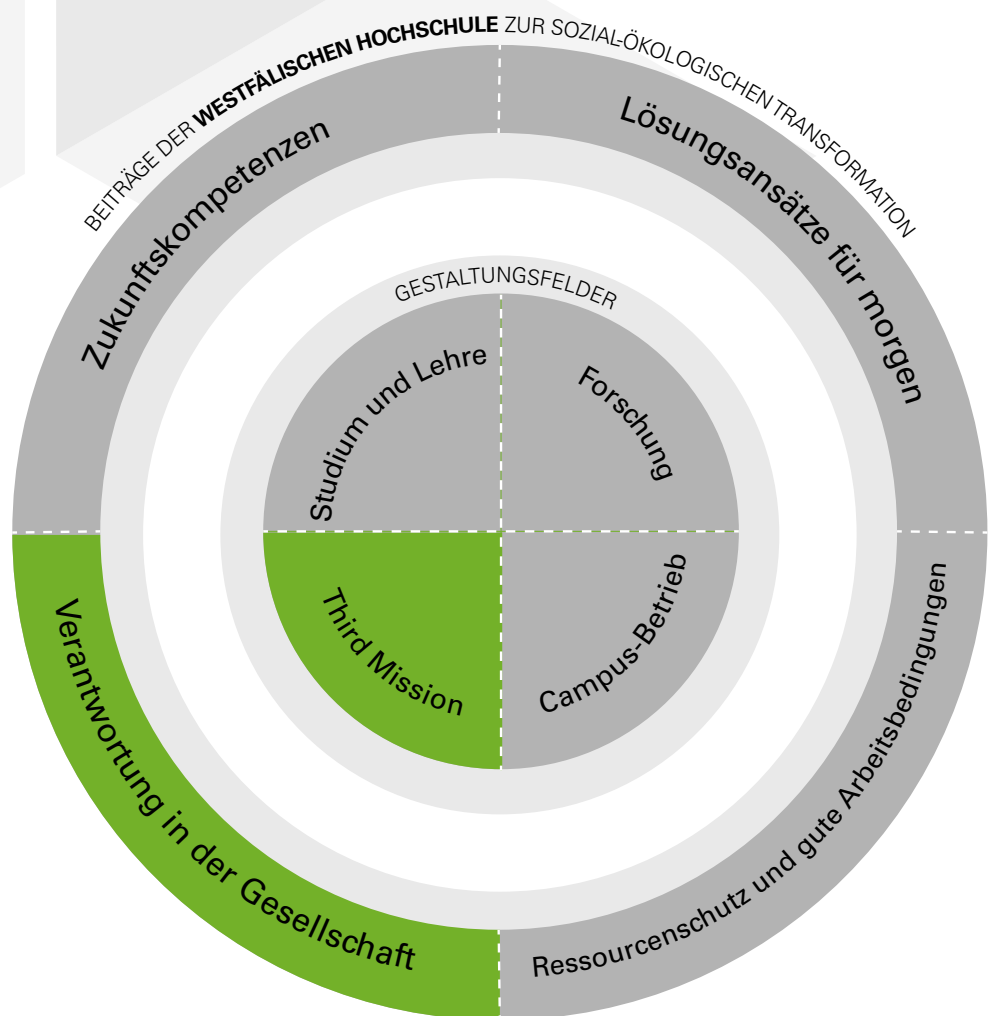 BEITRÄGE DER WESTFÄLISCHEN HOCHSCHULE ZUR SOZIAL-ÖKOLOGISCHEN TRANSFORMATION
Zukunftskompetenzen
Lösungsansätze für morgen
GESTALTUNGSFELDER
Studium und Lehre
Forschung
Third Mission
Campus-Betrieb
Verantwortung in der Gesellschaft
Ressourcenschutz und gute Arbeitsbedingungen